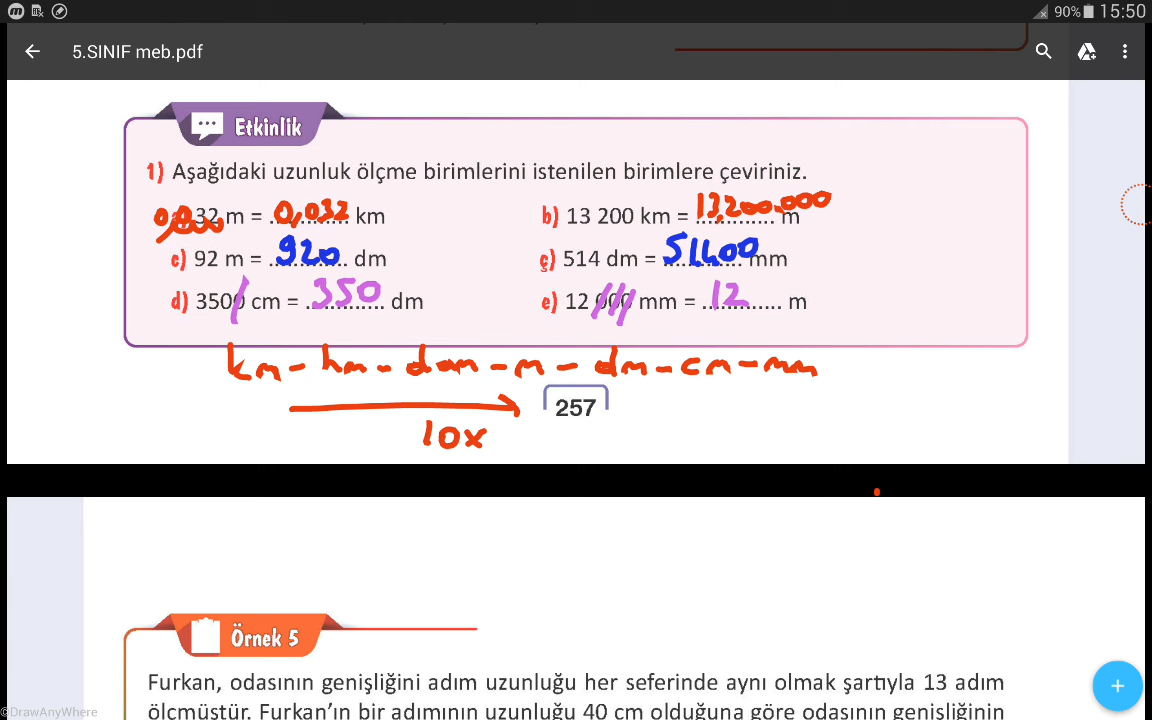 90% 15:50
5.SINIF meb.pdf
Etkinlik
1) Aşağıdaki uzunluk ölçme birimlerini istenilen birimlere çeviriniz.
32 m = 0,032 km b) 13 200 km = 13,200.000 m
c) 92 m = 920 dm ç) 514 dm = 51400 mm
d) 3500 cm = 350 dm e) 12 000 mm = 12 m
km - hm - dam - m - dm - cm - mm
257
10x
Örnek 5
Furkan, odasının genişliğini adım uzunluğu her seferinde aynı olmak şartıyla 13 adım
ölçmüştür. Furkan'ın bir adımının uzunluğu 40 cm olduğuna göre odasının genişliğinin
©DrawAnyWhere